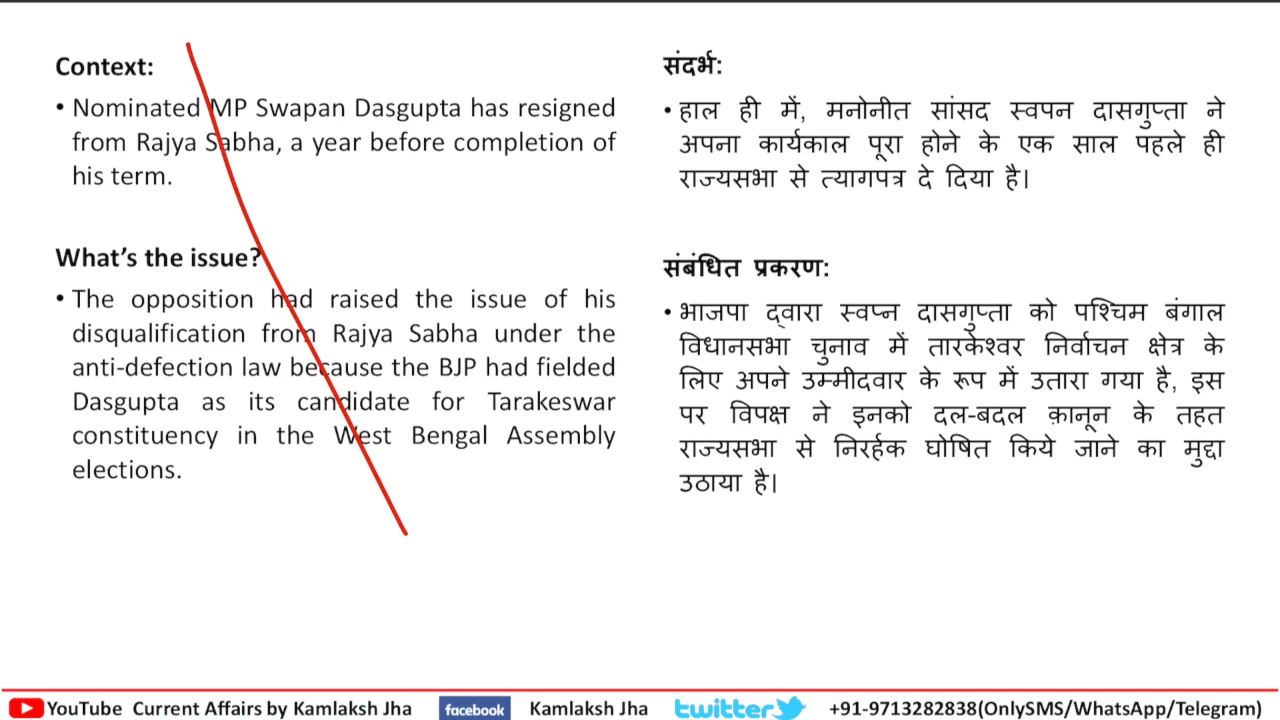 Context:
• Nominated MP Swapan Dasgupta has resigned
from Rajya Sabha, a year before completion of
his term.
What's the issue?
• The opposition had raised the issue of his
disqualification from Rajya Sabha under the
anti-defection law because the BJP had fielded
Dasgupta as its candidate for Tarakeswar
constituency in the West Bengal Assembly
elections.
संदर्भ:
• हाल ही में, मनोनीत सांसद स्वपन दासगुप्ता ने
अपना कार्यकाल पूरा होने के एक साल पहले ही
राज्यसभा से त्यागपत्र दे दिया है।
संबंधित प्रकरण:
• भाजपा द्वारा स्वप्न दासगुप्ता को पश्चिम बंगाल
विधानसभा चुनाव में तारकेश्वर निर्वाचन क्षेत्र के
लिए अपने उम्मीदवार के रूप में उतारा गया है, इस
पर विपक्ष ने इनको दल-बदल क़ानून के तहत
राज्यसभा से निरर्हक घोषित किये जाने का मुद्दा
उठाया है।
YouTube Current Affairs by Kamlaksh Jha facebook Kamlaksh Jha twitter +91-9713282838(OnlySMS/WhatsApp/Telegram)